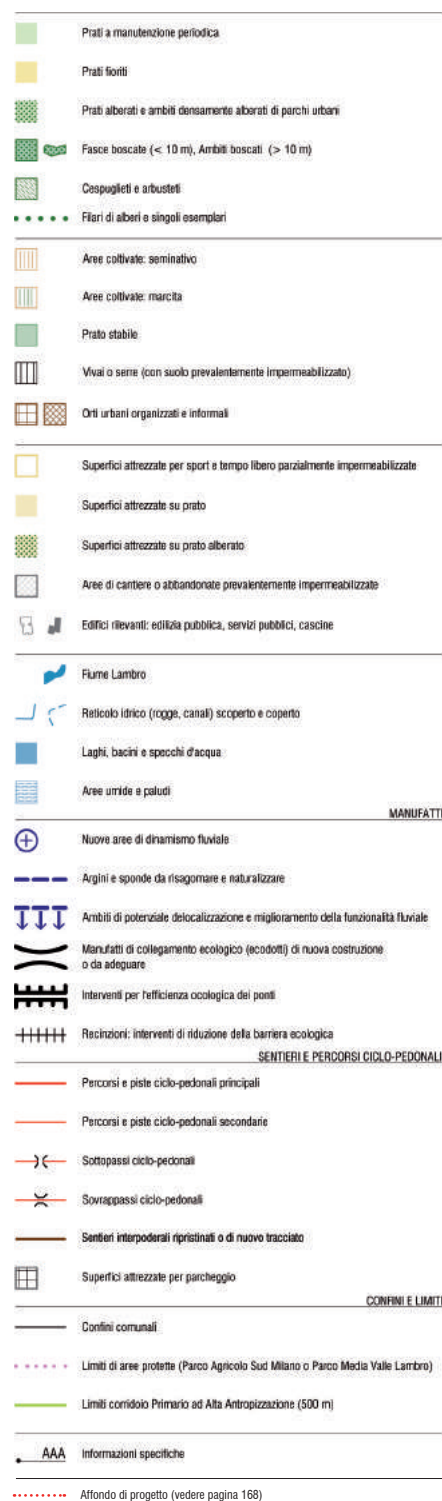 Prati a manutenzione periodica
Prati fioriti
Prati alberati e ambiti densamente alberati di parchi urbani
Fasce boscate (< 10 m), Ambiti boscati (> 10 m)
Cespuglieti e arbusteti
Filari di alberi e singoli esemplari
Aree coltivate: seminativo
Aree coltivate: marcita
Prato stabile
Vivai o serre (con suolo prevalentemente impermeabilizzato)
Orti urbani organizzati e informali
Superfici attrezzate per sport e tempo libero parzialmente impermeabilizzate
Superfici attrezzate su prato
Superfici attrezzate su prato alberato
Aree di cantiere o abbandonate prevalentemente impermeabilizzate
Edifici rilevanti: edilizia pubblica, servizi pubblici, cascine
Fiume Lambro
Reticolo idrico (rogge, canali) scoperto e coperto
Laghi, bacini e specchi d'acqua
Aree umide e paludi
MANUFATTI
Nuove aree di dinamismo fluviale
Argini e sponde da risagomare e naturalizzare
Ambiti di potenziale delocalizzazione e miglioramento della funzionalità fluviale
Manufatti di collegamento ecologico (ecodotti) di nuova costruzione
o da adeguare
Interventi per l'efficienza ecologica dei ponti
Recinzioni: interventi di riduzione della barriera ecologica
SENTIERI E PERCORSI CICLO-PEDONALI
Percorsi e piste ciclo-pedonali principali
Percorsi e piste ciclo-pedonali secondarie
Sottopassi ciclo-pedonali
Sovrappassi ciclo-pedonali
Sentieri interpoderali ripristinati o di nuovo tracciato
Superfici attrezzate per parcheggio
CONFINI E LIMITI
Confini comunali
Limiti di aree protette (Parco Agricolo Sud Milano o Parco Media Valle Lambro)
Limiti corridoio Primario ad Alta Antropizzazione (500 m)
AAA Informazioni specifiche
Affondo di progetto (vedere pagina 168)